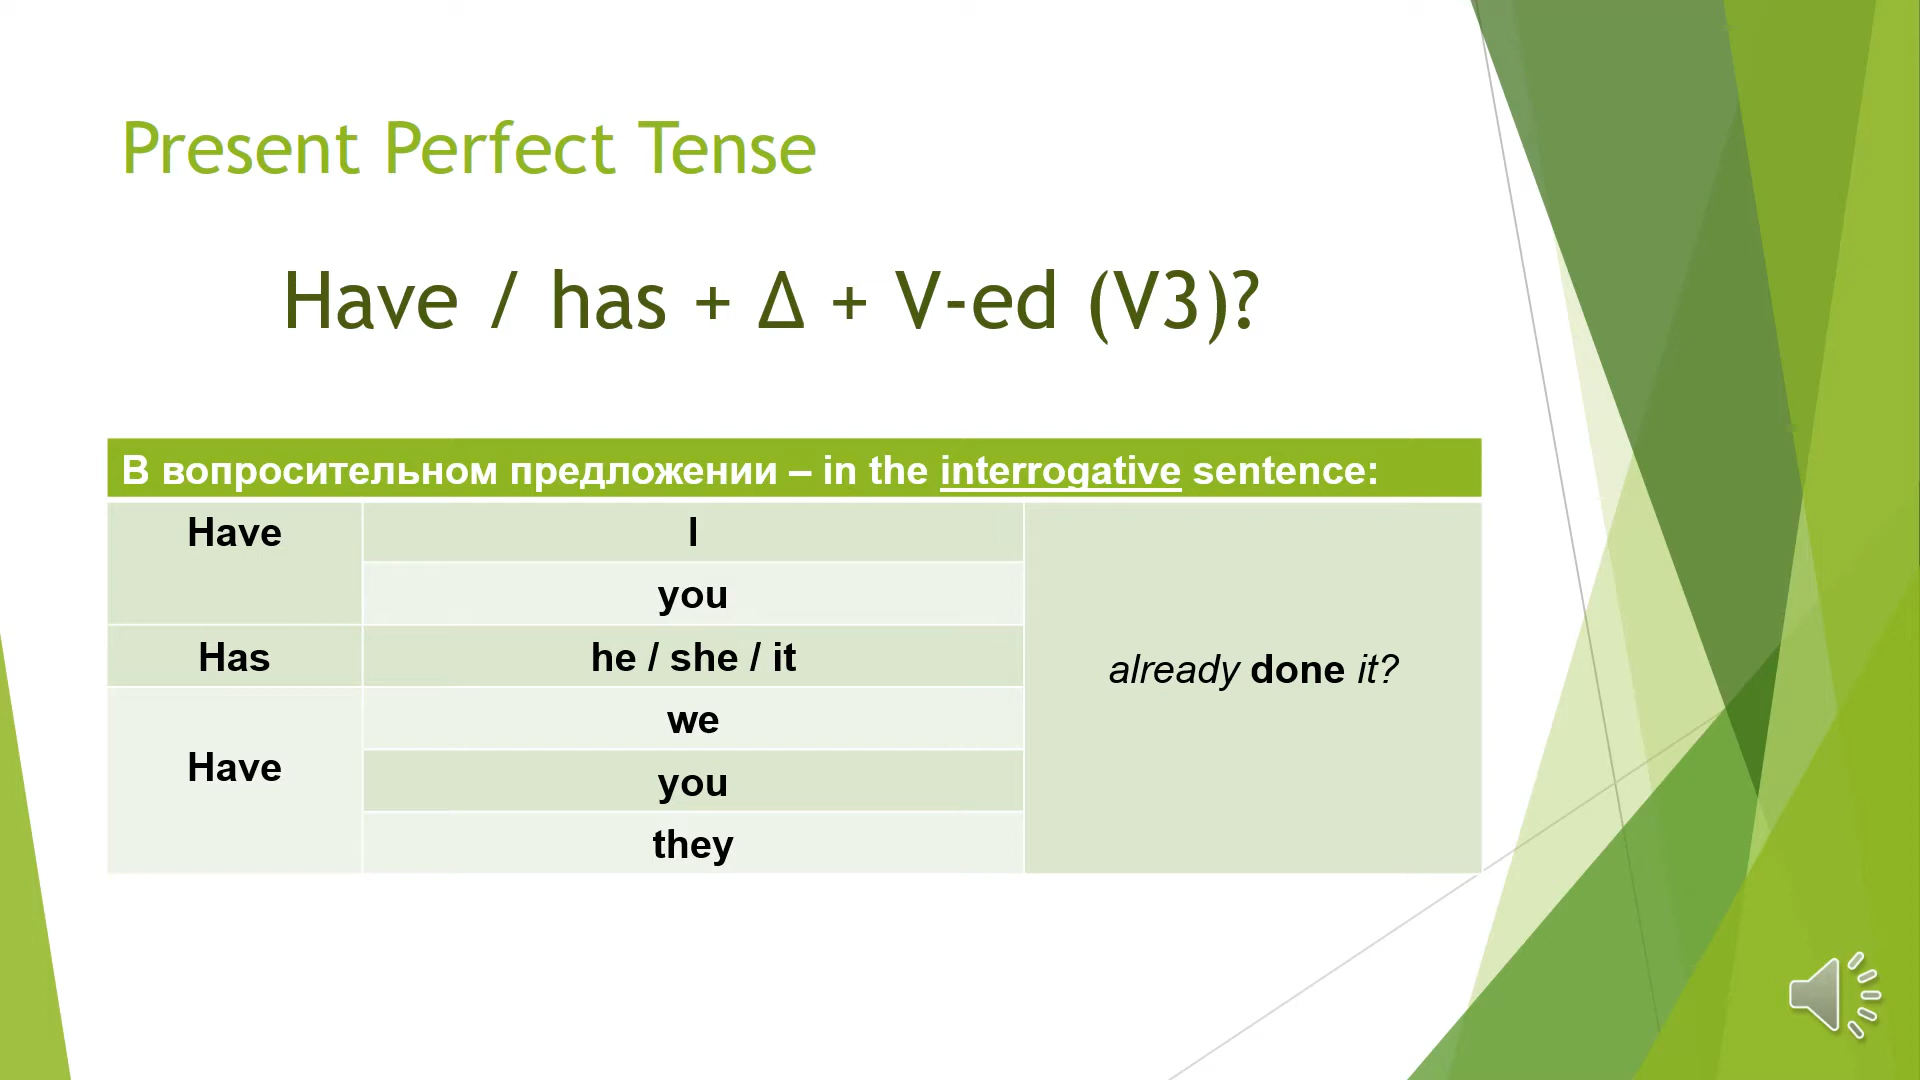 Present Perfect Tense
Have / has + Δ + V-ed (V3)?
В вопросительном предложении – in the interrogative sentence:
Have
I
you
Has
he / she / it
Have
we
you
they
already done it?